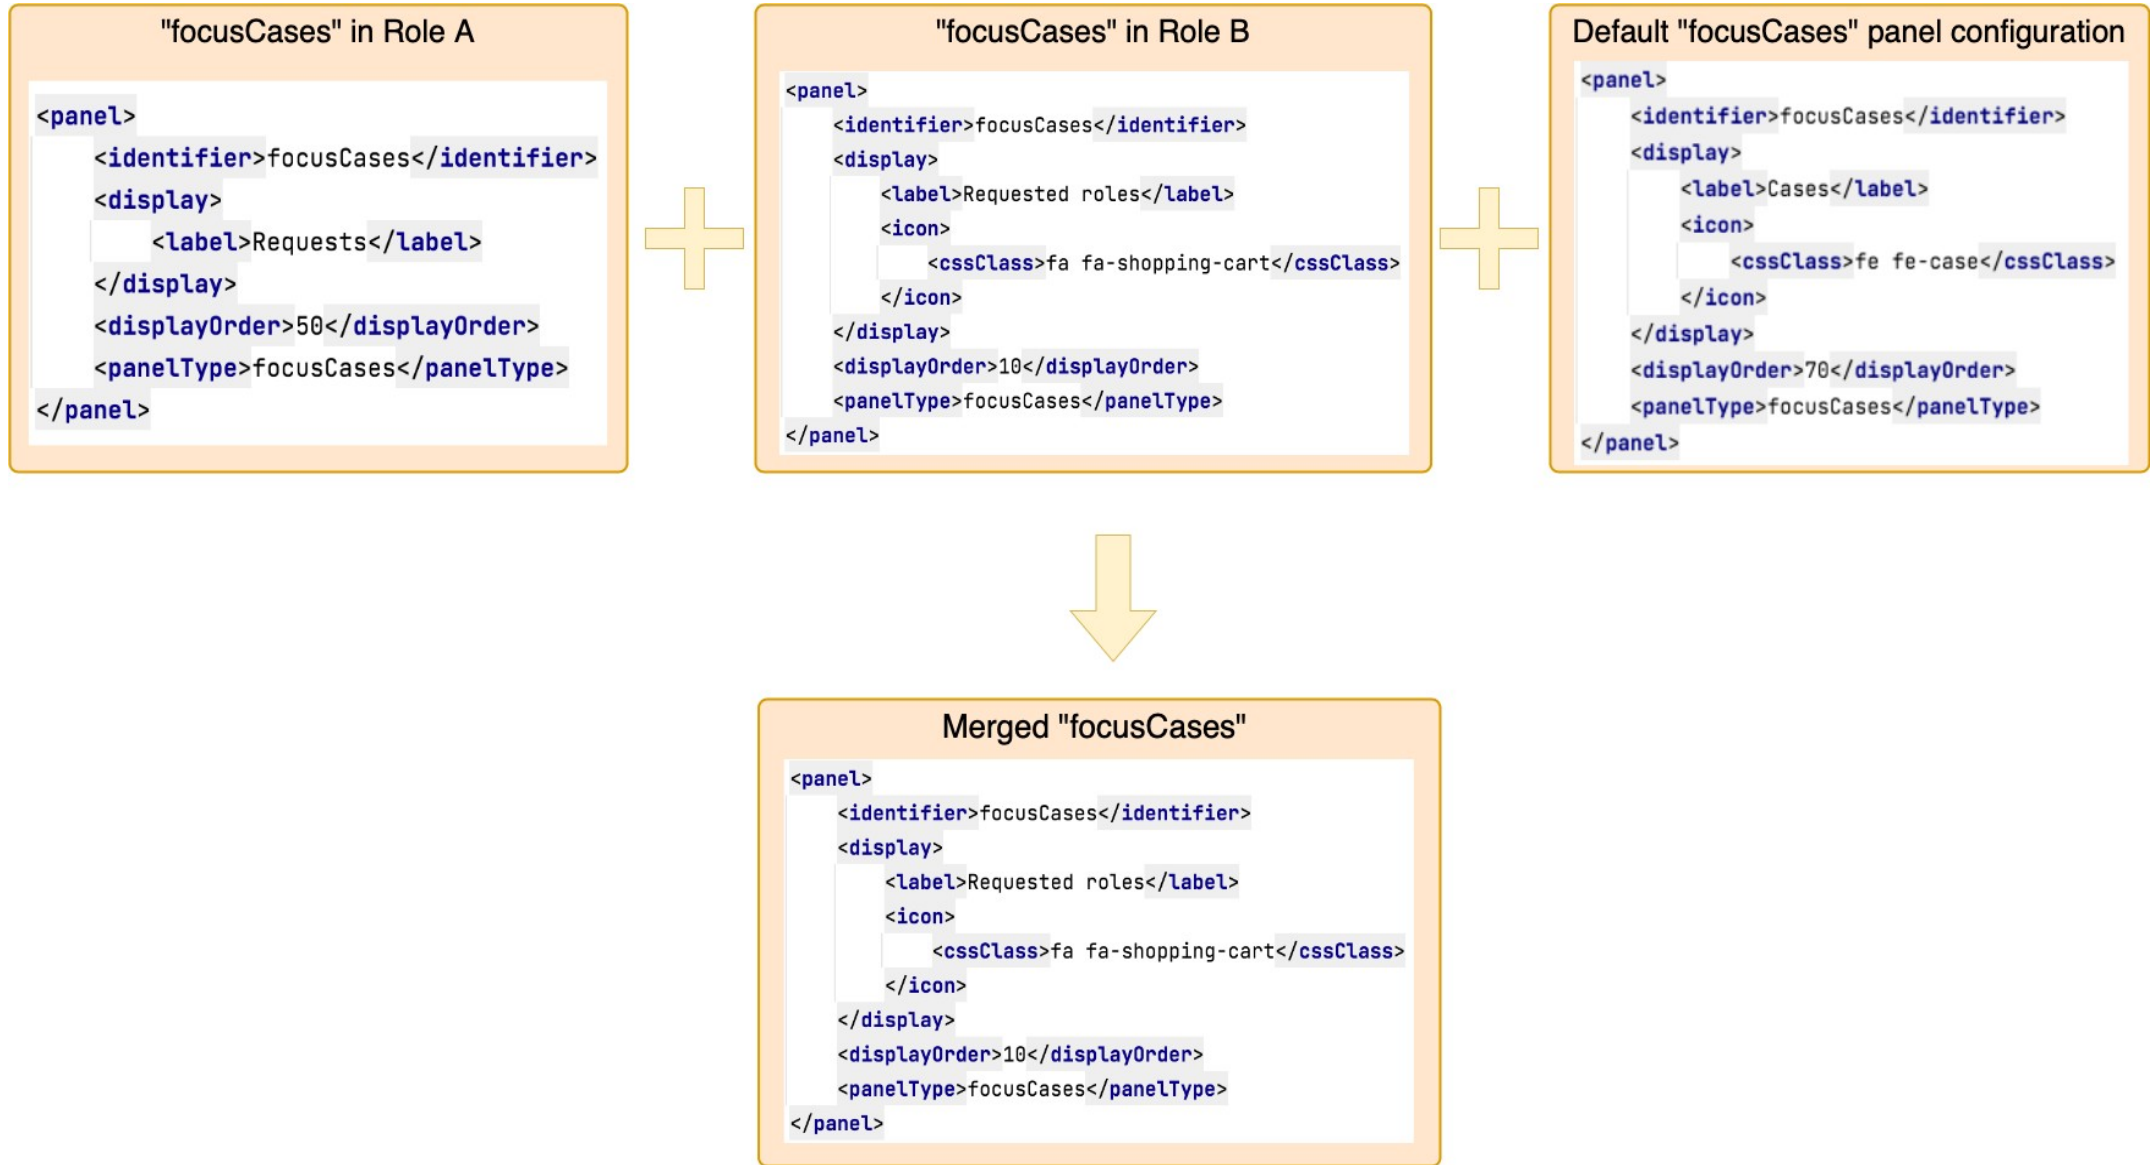 "focusCases" in Role A
<panel>
<identifier>focusCases</identifier>
<display>
<label>Requests</label>
</display>
<displayOrder>50</displayOrder>
<panelType>focusCases</panelType>
</panel>
"focusCases" in Role B
<panel>
<identifier>focusCases</identifier>
<display>
<label>Requested roles</label>
<icon>
<cssClass>fa fa-shopping-cart</cssClass>
</icon>
</display>
<displayOrder>10</displayOrder>
<panelType>focusCases</panelType>
</panel>
Default "focusCases" panel configuration
<panel>
<identifier>focusCases</identifier>
<display>
<label>Cases</label>
<icon>
<cssClass>fe fe-case</cssClass>
</icon>
</display>
<displayOrder>70</displayOrder>
<panelType>focusCases</panelType>
</panel>
Merged "focusCases"
<panel>
<identifier>focusCases</identifier>
<display>
<label>Requested roles</label>
<icon>
<cssClass>fa fa-shopping-cart</cssClass>
</icon>
</display>
<displayOrder>10</displayOrder>
<panelType>focusCases</panelType>
</panel>